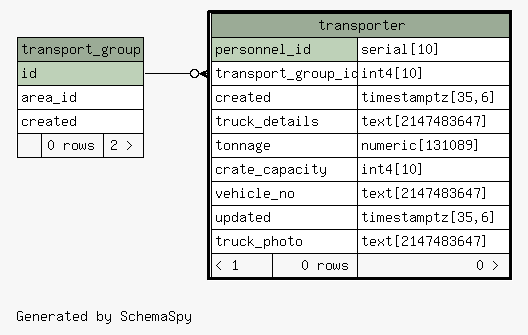 transporter
transport_group
personnel_id serial[10]
id
transport_group_id int4[10]
area_id
created timestamptz[35,6]
created
truck_details text[2147483647]
0 rows 2 >
tonnage numeric[131089]
crate_capacity int4[10]
vehicle_no text[2147483647]
updated timestamptz[35,6]
truck_photo text[2147483647]
< 1 0 rows 0 >
Generated by SchemaSpy